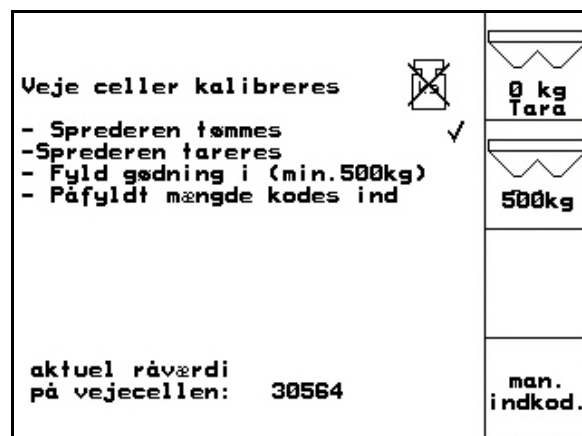 Veje celler kalibreres
- Sprederen tømmes
-Sprederen tareres
- Fyld gødning i (min.500kg)
- Påfyldt mængde kodes ind
aktuel råværdi
på vejecellen: 30564
0 kg
Tara
500kg
man.
indkod.